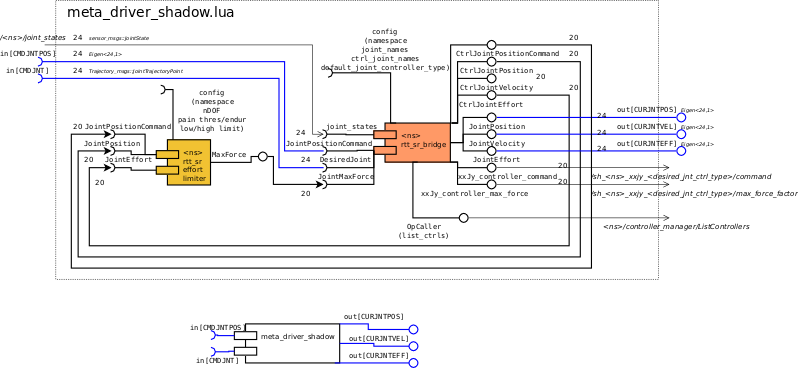 meta_driver_shadow.lua
/<ns>/joint_states 24 sensor_msgs::jointState
in[CMDJNTPOS] 24 Eigen<24,1>
in[CMDJNT] 24 Trajectory_msgs::JointTrajectoryPoint
config
(namespace
joint_names
ctrl_joint_names
default_joint_controller_type)
20
CtrlJointPositionCommand 20
CtrlJointPosition
20
CtrlJointVelocity
20
CtrlJointEffort
config
(namespace
nDOF
pain thres/endur
low/high limit)
20 JointPositionCommand
JointPosition
20 JointEffort
20
<ns>
rtt_sr
effort
limiter
MaxForce
24 joint_states
JointPositionCommand
24 DesiredJoint
JointMaxForce
20
<ns>
rtt_sr_bridge
24
JointPosition
JointVelocity
JointEffort
out[CURJNTPOS] Eigen<24,1>
out[CURJNTVEL] Eigen<24,1>
24
out[CURJNTEFF] Eigen<24,1>
20
xxJy_controller_command 20
/sh_<ns>_xxjy_<desired_jnt_ctrl_type>/command
xxJy_controller_max_force
/sh_<ns>_xxjy_<desired_jnt_ctrl_type>/max_force_factor
OpCaller
(list_ctrls)
<ns>/controller_manager/ListControllers
in[CMDJNTPOS]
in[CMDJNT]
meta_driver_shadow
out[CURJNTPOS]
out[CURJNTVEL]
out[CURJNTEFF]